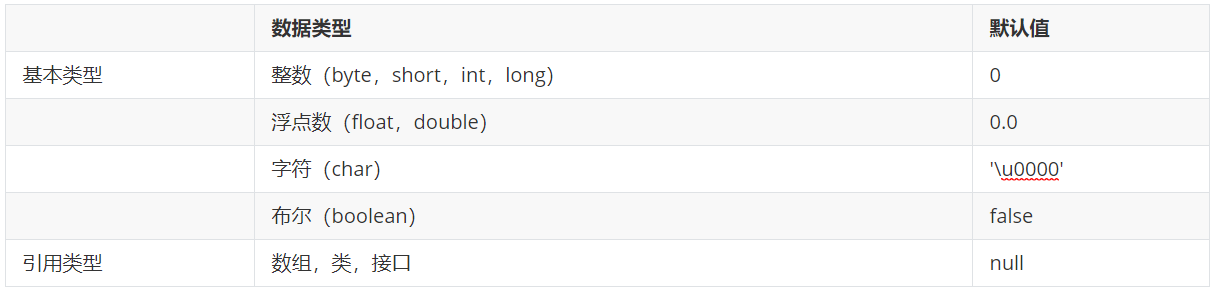 数据类型 默认值
基本类型 整数（byte，short，int，long） 0
浮点数（float，double） 0.0
字符（char） '\u0000'
布尔（boolean） false
引用类型 数组，类，接口 null